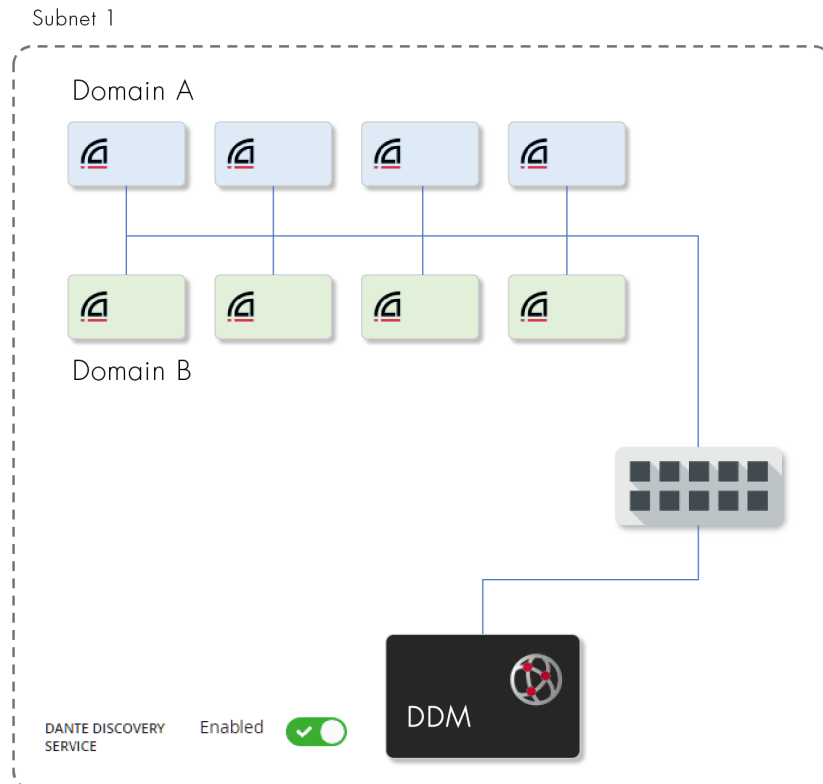 Subnet 1
Domain A
Domain B
DDM
DANTE DISCOVERY
SERVICE
Enabled